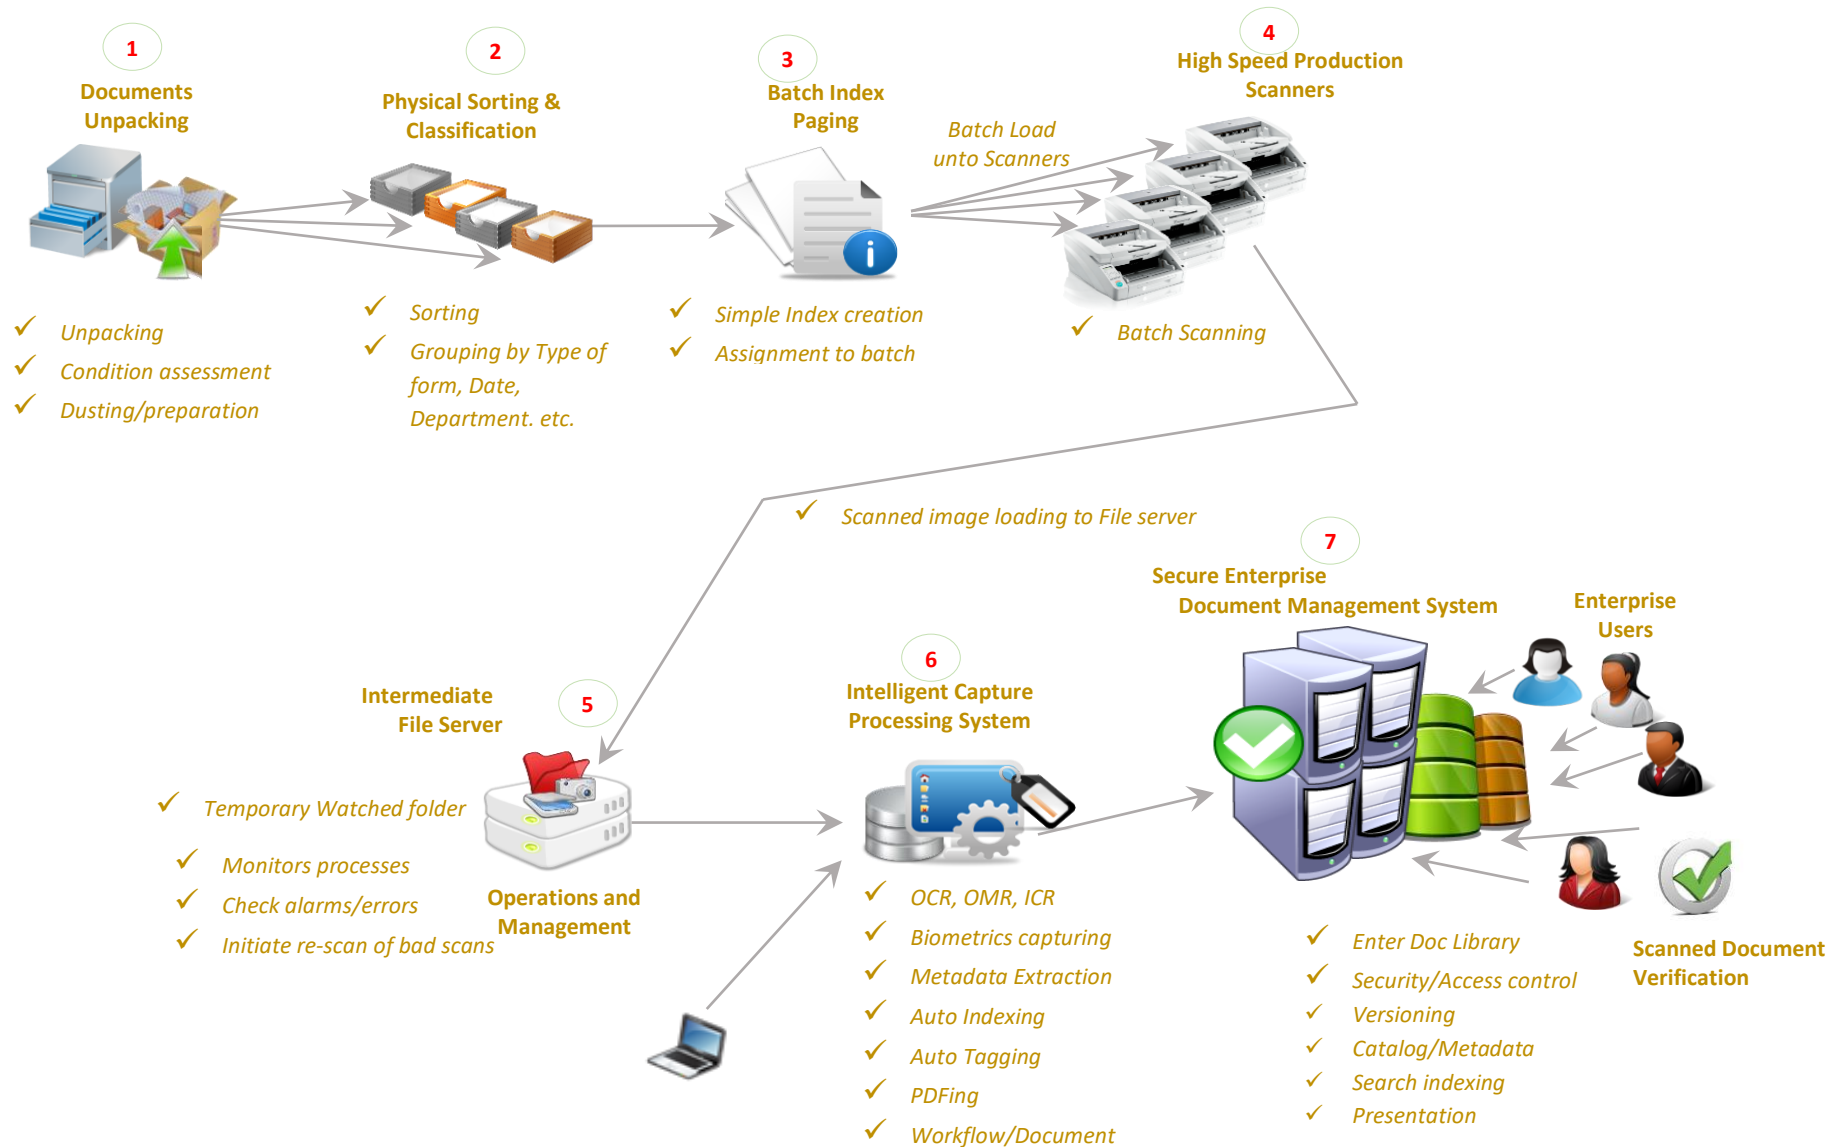 1
Documents
Unpacking
Unpacking
Condition assessment
Dusting/preparation
2
Physical Sorting &
Classification
Sorting
Grouping by Type of
form, Date,
Department. etc.
3
Batch Index
Paging
Simple Index creation
Assignment to batch
Batch Load
unto Scanners
4
High Speed Production
Scanners
Batch Scanning
Scanned image loading to File server
5
Intermediate
File Server
Temporary Watched folder
Monitors processes
Check alarms/errors
Initiate re-scan of bad scans
Operations and
Management
6
Intelligent Capture
Processing System
OCR, OMR, ICR
Biometrics capturing
Metadata Extraction
Auto Indexing
Auto Tagging
PDFing
Workflow/Document
7
Secure Enterprise
Document Management System
Enterprise
Users
Enter Doc Library
Security/Access control
Versioning
Catalog/Metadata
Search indexing
Presentation
Scanned Document
Verification